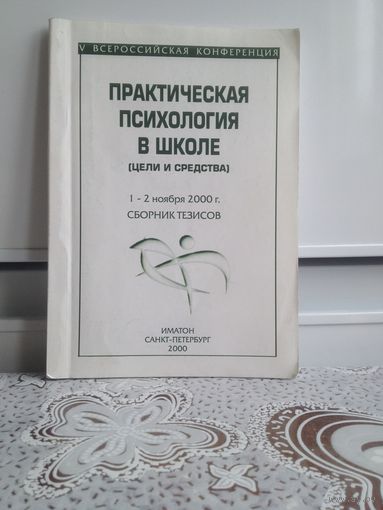 V ВСЕРОССИЙСКАЯ КОНФЕРЕНЦИЯ
ПРАКТИЧЕСКАЯ
ПСИХОЛОГИЯ
В ШКОЛЕ
(ЦЕЛИ И СРЕДСТВА)
1 - 2 ноября 2000 г.
СБОРНИК ТЕЗИСОВ
ИМАТОН
САНКТ-ПЕТЕРБУРГ
2000